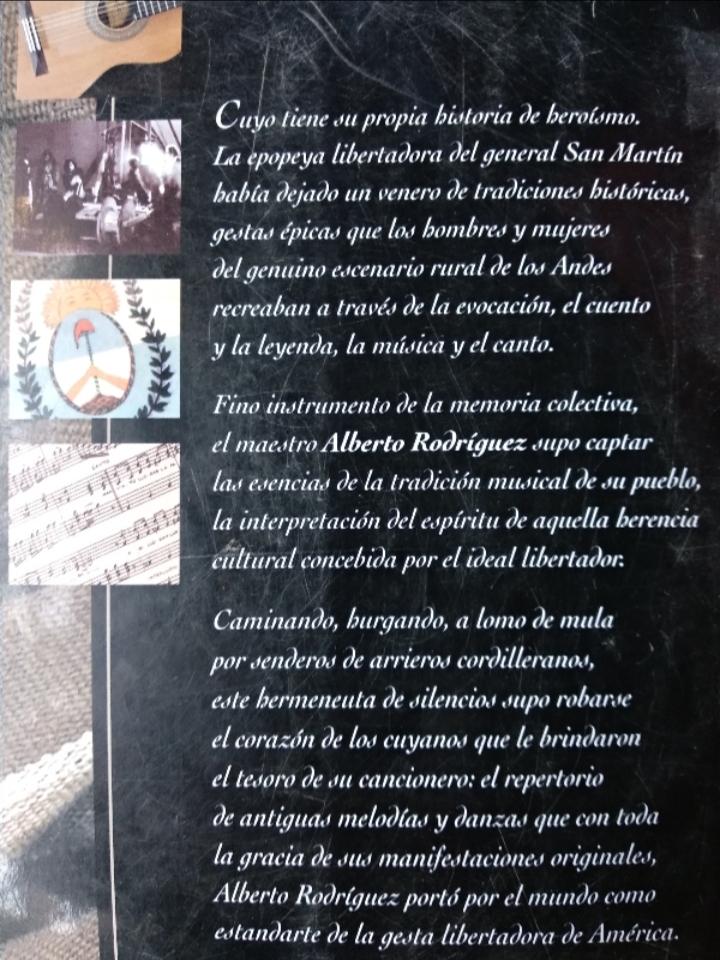 Cuyo tiene su propia historia de heroísmo.
La epopeya libertadora del general San Martín
había dejado un venero de tradiciones históricas,
gestas épicas que los hombres y mujeres
del genuino escenario rural de los Andes
recreaban a través de la evocación, el cuento
y la leyenda, la música y el canto.
Fino instrumento de la memoria colectiva,
el maestro Alberto Rodríguez supo captar
las esencias de la tradición musical de su pueblo,
la interpretación del espíritu de aquella herencia
cultural concebida por el ideal libertador.
Caminando, hurgando, a lomo de mula
por senderos de arrieros cordilleranos,
este hermeneuta de silencios supo robarse
el corazón de los cuyanos que le brindaron
el tesoro de su cancionero: el repertorio
de antiguas melodías y danzas que con toda
la gracia de sus manifestaciones originales,
Alberto Rodríguez portó por el mundo como
estandarte de la gesta libertadora de América.